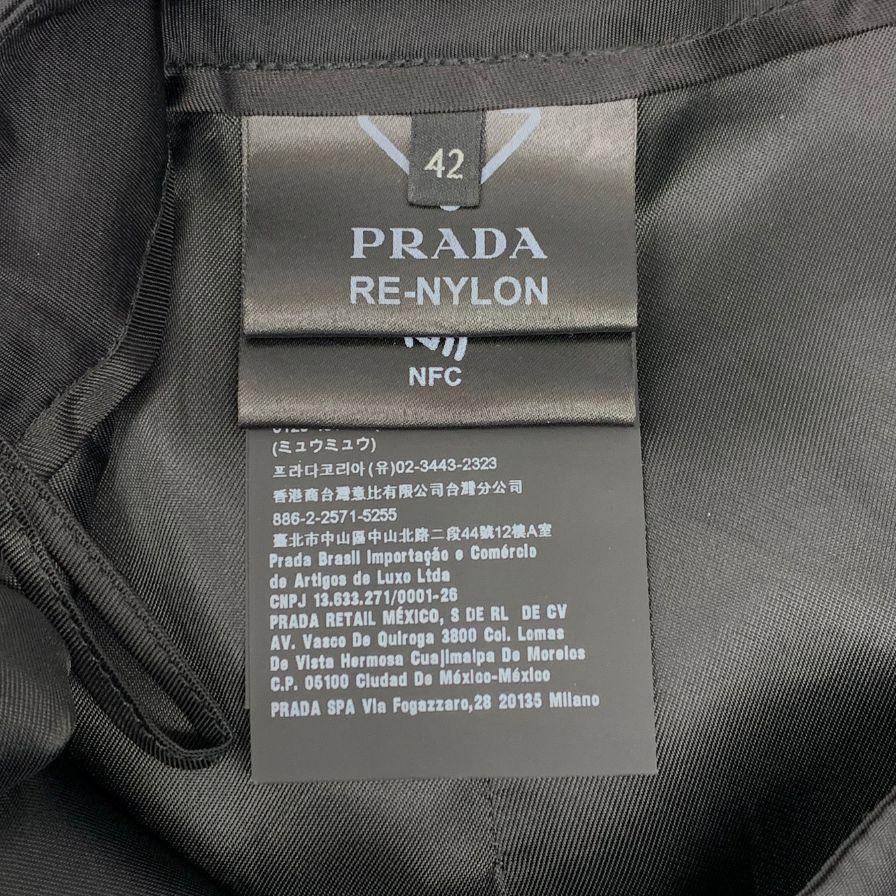 42
PRADA
RE-NYLON
NFC
(ミュウミュウ)
프라다코리아(유)02-3443-2323
香港商台灣意比有限公司台灣分公司
886-2-2571-5255
臺北市中山區中山北路二段44號12樓A室
Prada Brasil Importação e Comércio
de Artigos de Luxo Ltda
CNPJ 13.633.271/0001-26
PRADA RETAIL MÉXICO, S DE RL DE CV
AV. Vasco De Quiroga 3800 Col. Lomas
De Vista Hermosa Cuajimalpa De Morelos
C.P. 05100 Ciudad De México-México
PRADA SPA Via Fogazzaro,28 20135 Milano